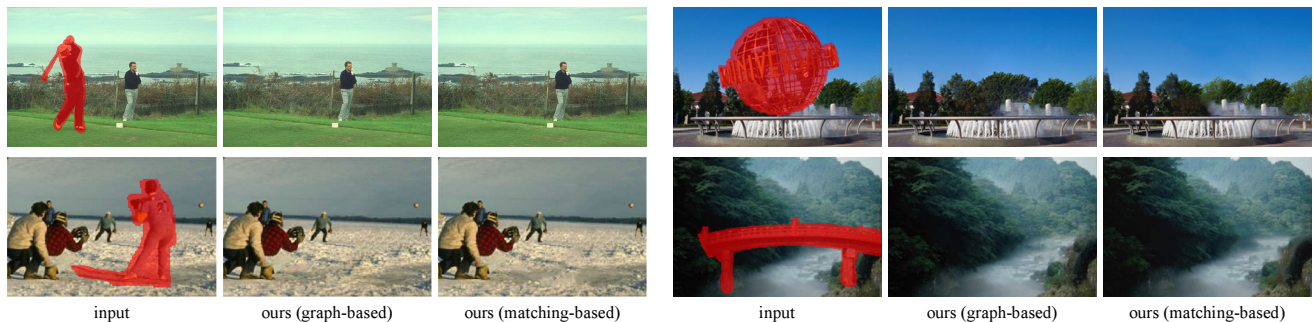 input
ours (graph-based)
ours (matching-based)
input
ours (graph-based)
ours (matching-based)